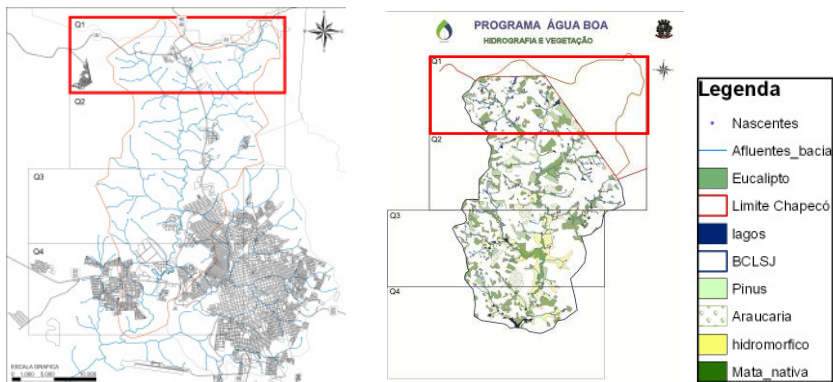 Q1
Q2
Q3
Q4
ESCALA GRAFICA
PROGRAMA ÁGUA BOA
HIDROGRAFIA E VEGETAÇÃO
Q1
Q2
Q3
Q4
Legenda
Nascentes
Afluentes_bacia
Eucalipto
Limite Chapecó
lagos
BCLSJ
Pinus
Araucaria
hidromorfico
Mata_nativa